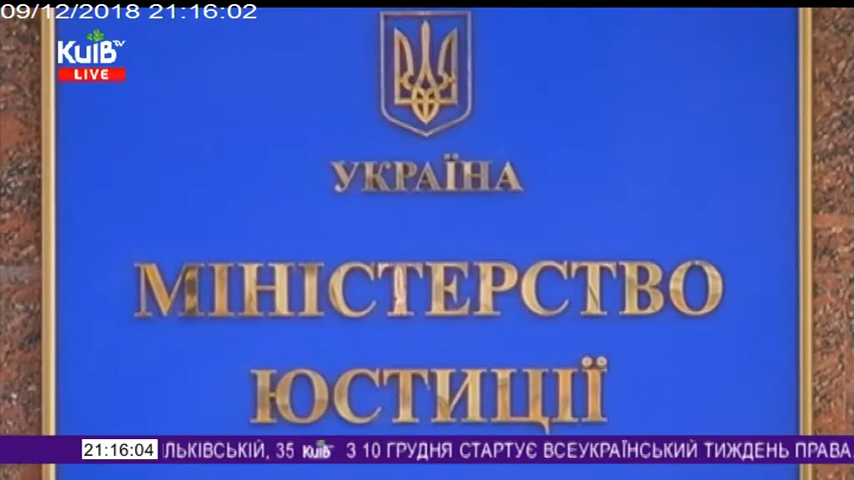 09/12/2018 21:16:02
КиїВ TV
LIVE
УКРАЇНА
МІНІСТЕРСТВО
ЮСТИЦІЇ
21:16:04 ІЛЬКІВСЬКІЙ, 35 КиїВ З 10 ГРУДНЯ СТАРТУЄ ВСЕУКРАЇНСЬКИЙ ТИЖДЕНЬ ПРАВА